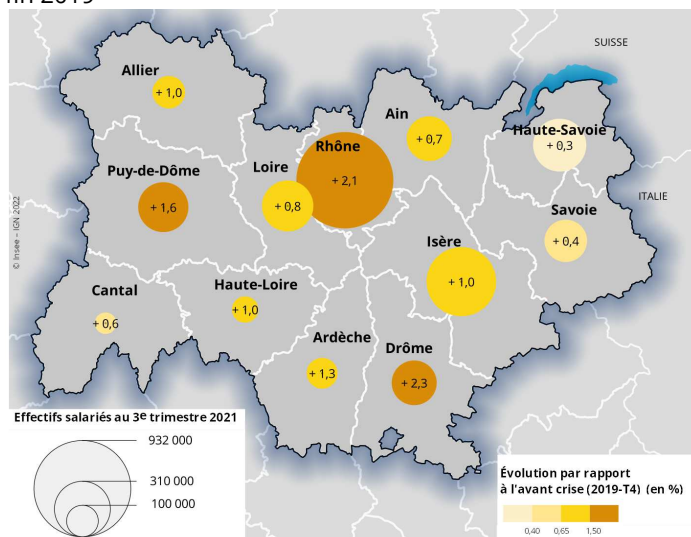 SUISSE
Allier
+ 1,0
Ain
+ 0,7
Haute-Savoie
+ 0,3
Rhône
+ 2,1
Puy-de-Dôme
+ 1,6
Loire
+ 0,8
ITALIE
Savoie
+ 0,4
Isère
+ 1,0
© Insee – IGN 2022
Cantal
+ 0,6
Haute-Loire
+ 1,0
Ardèche
+ 1,3
Drôme
+ 2,3
Effectifs salariés au 3e trimestre 2021
932 000
310 000
100 000
Évolution par rapport
à l'avant crise (2019-T4) (en %)
0,40 0,65 1,50